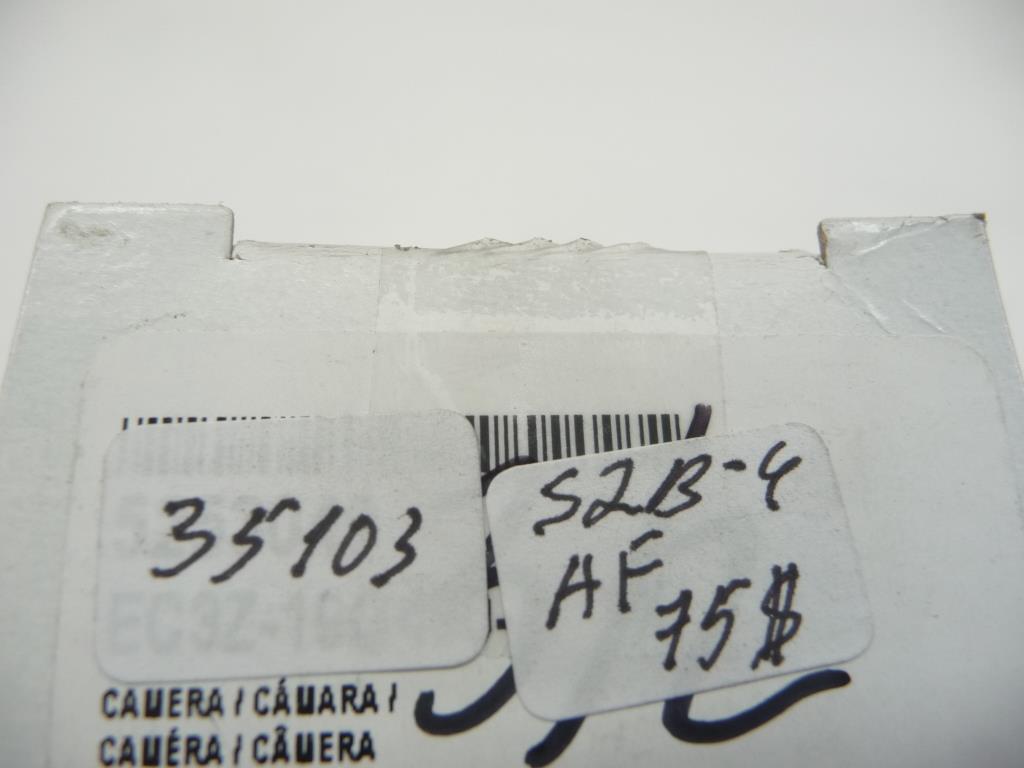 35103
S2B-4
AF
75$
CAMERA / CÁMARA /
CAMÉRA / CÂMERA